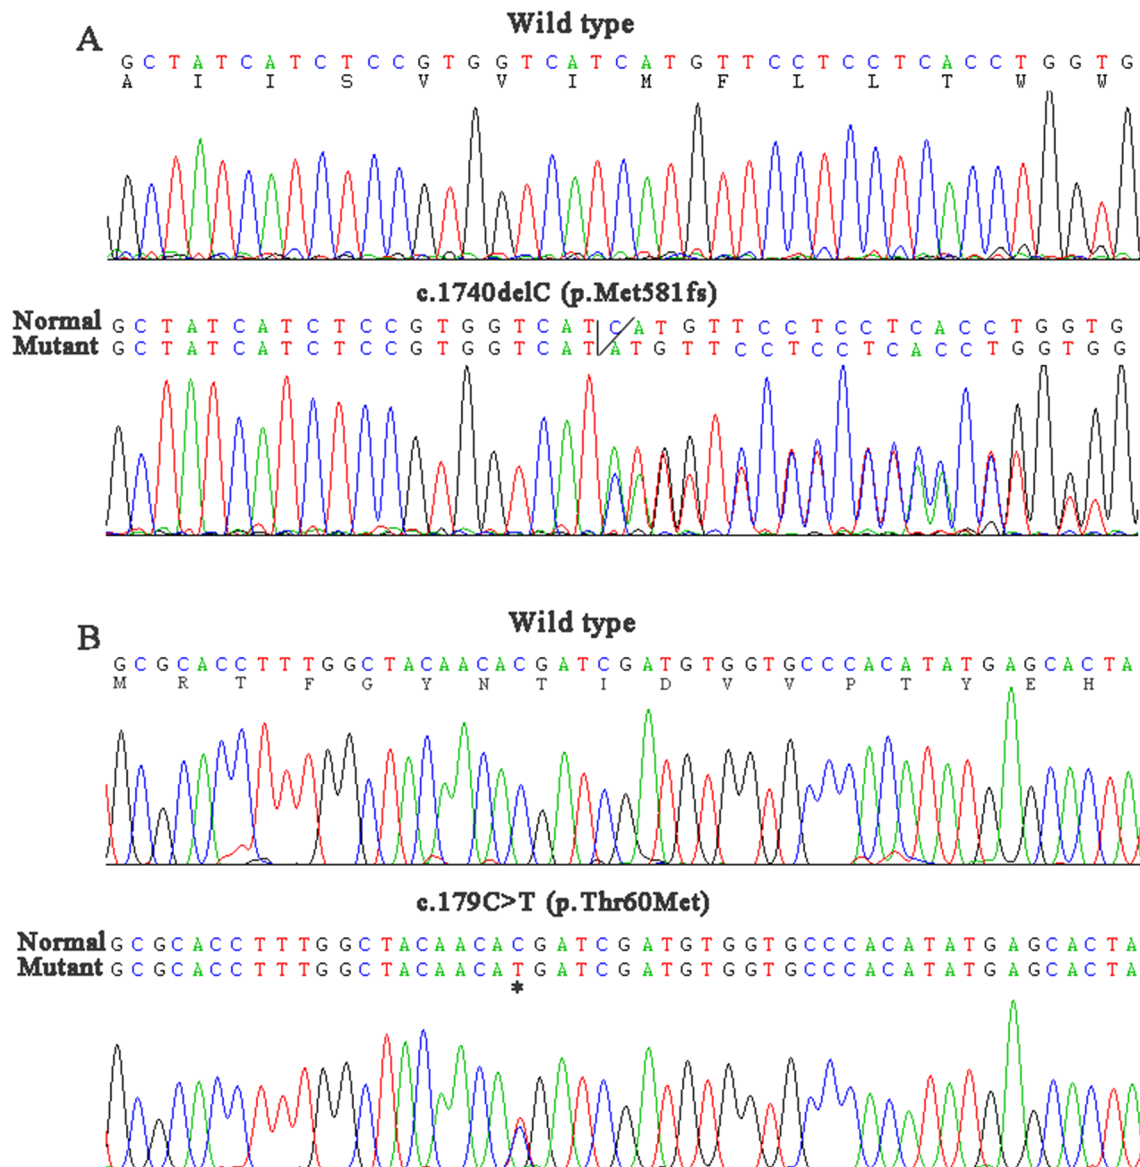 A
Wild type
G C T A T C A T C T C C G T G G T C A T C A T G T T C C T C C T C A C C T G G T G
A I I S V V I M F L L T W W
c.1740delC (p.Met581fs)
Normal G C T A T C A T C T C C G T G G T C A T C A T G T T C C T C C T C A C C T G G T G
Mutant G C T A T C A T C T C C G T G G T C A T A T G T T C C T C C T C A C C T G G T G G
B
Wild type
G C G C A C C T T T G G C T A C A A C A C G A T C G A T G T G G T G C C C A C A T A T G A G C A C T A
M R T F G Y N T I D V V P T Y E H
c.179C>T (p.Thr60Met)
Normal G C G C A C C T T T G G C T A C A A C A C G A T C G A T G T G G T G C C C A C A T A T G A G C A C T A
Mutant G C G C A C C T T T G G C T A C A A C A T G A T C G A T G T G G T G C C C A C A T A T G A G C A C T A
*